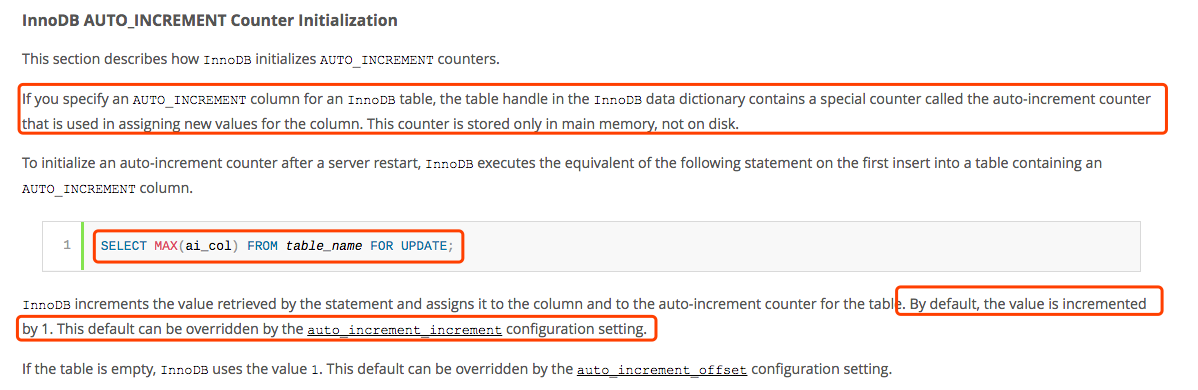 InnoDB AUTO_INCREMENT Counter Initialization
This section describes how InnoDB initializes AUTO_INCREMENT counters.
If you specify an AUTO_INCREMENT column for an InnoDB table, the table handle in the InnoDB data dictionary contains a special counter called the auto-increment counter
that is used in assigning new values for the column. This counter is stored only in main memory, not on disk.
To initialize an auto-increment counter after a server restart, InnoDB executes the equivalent of the following statement on the first insert into a table containing an
AUTO_INCREMENT column.
1 SELECT MAX(ai_col) FROM table_name FOR UPDATE;
InnoDB increments the value retrieved by the statement and assigns it to the column and to the auto-increment counter for the table. By default, the value is incremented
by 1. This default can be overridden by the auto_increment_increment configuration setting.
If the table is empty, InnoDB uses the value 1. This default can be overridden by the auto_increment_offset configuration setting.